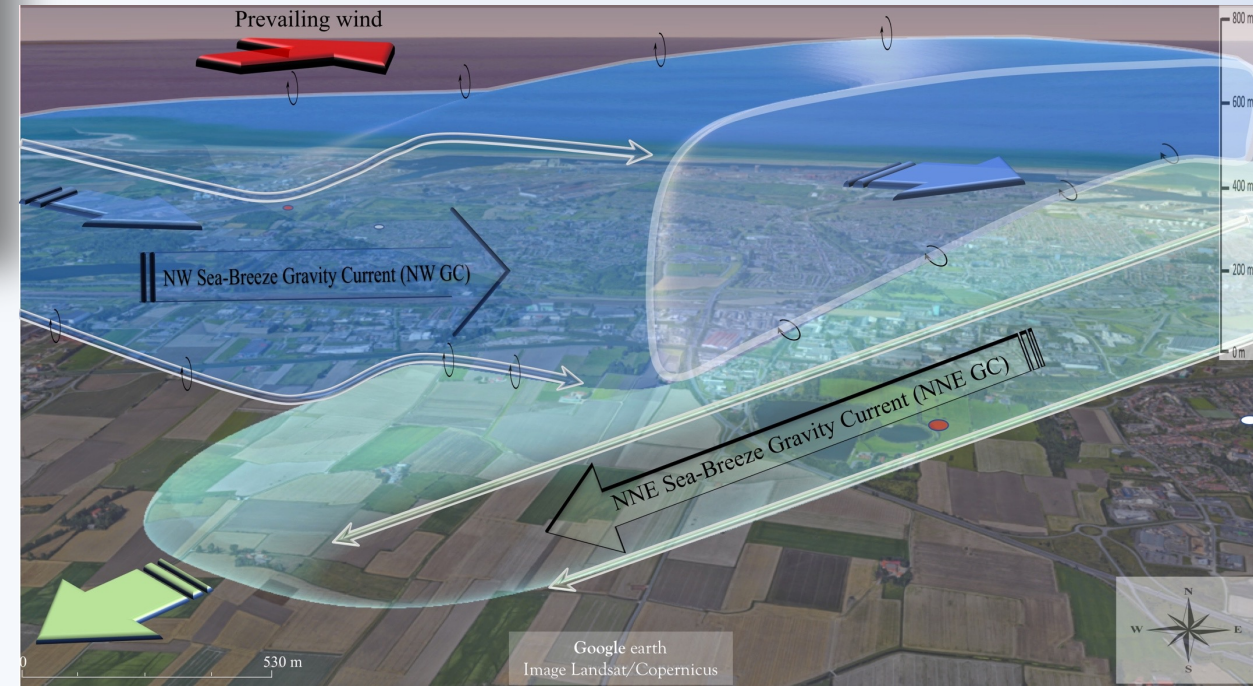 Prevailing wind
800 m
600 m
400 m
200 m
0 m
NW Sea-Breeze Gravity Current (NW GC)
NNE Sea-Breeze Gravity Current (NNE GC)
N
W E
S
0 530 m
Google earth
Image Landsat/Copernicus